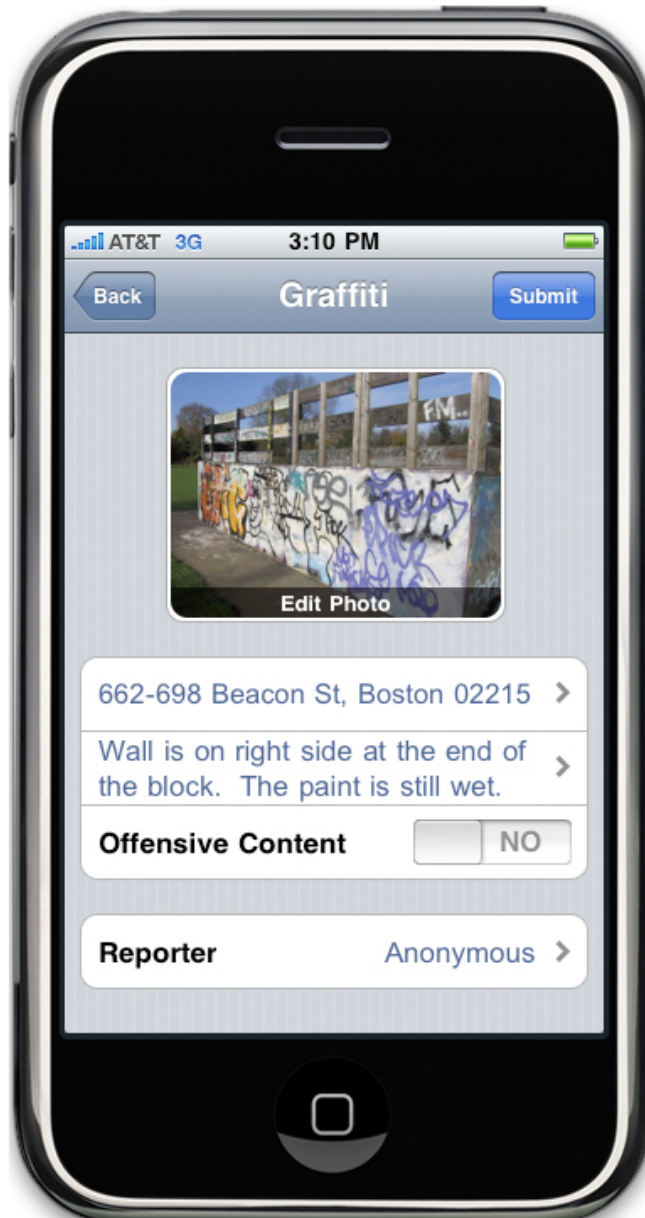 AT&T 3G 3:10 PM
Back Graffiti Submit
FM..
Edit Photo
662-698 Beacon St, Boston 02215
Wall is on right side at the end of
the block. The paint is still wet.
Offensive Content NO
Reporter Anonymous